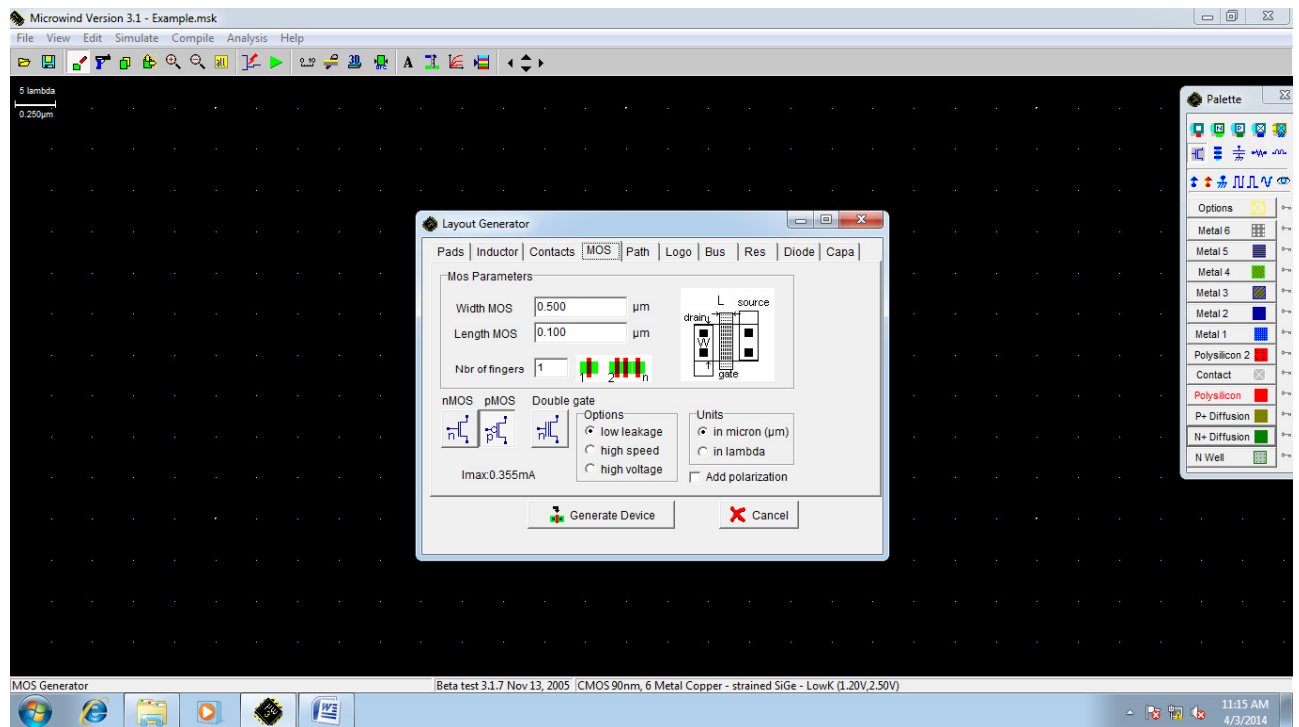 Microwind Version 3.1 - Example.msk
File View Edit Simulate Compile Analysis Help
5 lambda
0.250µm
Palette
Options
Metal 6
Metal 5
Metal 4
Metal 3
Metal 2
Metal 1
Polysilicon 2
Contact
Polysilicon
P+ Diffusion
N+ Diffusion
N Well
Layout Generator
Pads Inductor Contacts MOS Path Logo Bus Res Diode Capa
Mos Parameters
Width MOS 0.500 µm
Length MOS 0.100 µm
Nbr of fingers 1
1 2 n
L source
drain
W
gate
nMOS pMOS Double gate
n p n
Options
low leakage
high speed
high voltage
Units
in micron (µm)
in lambda
Imax:0.355mA
Add polarization
Generate Device Cancel
MOS Generator
Beta test 3.1.7 Nov 13, 2005 CMOS 90nm, 6 Metal Copper - strained SiGe - LowK (1.20V,2.50V)
11:15 AM
4/3/2014